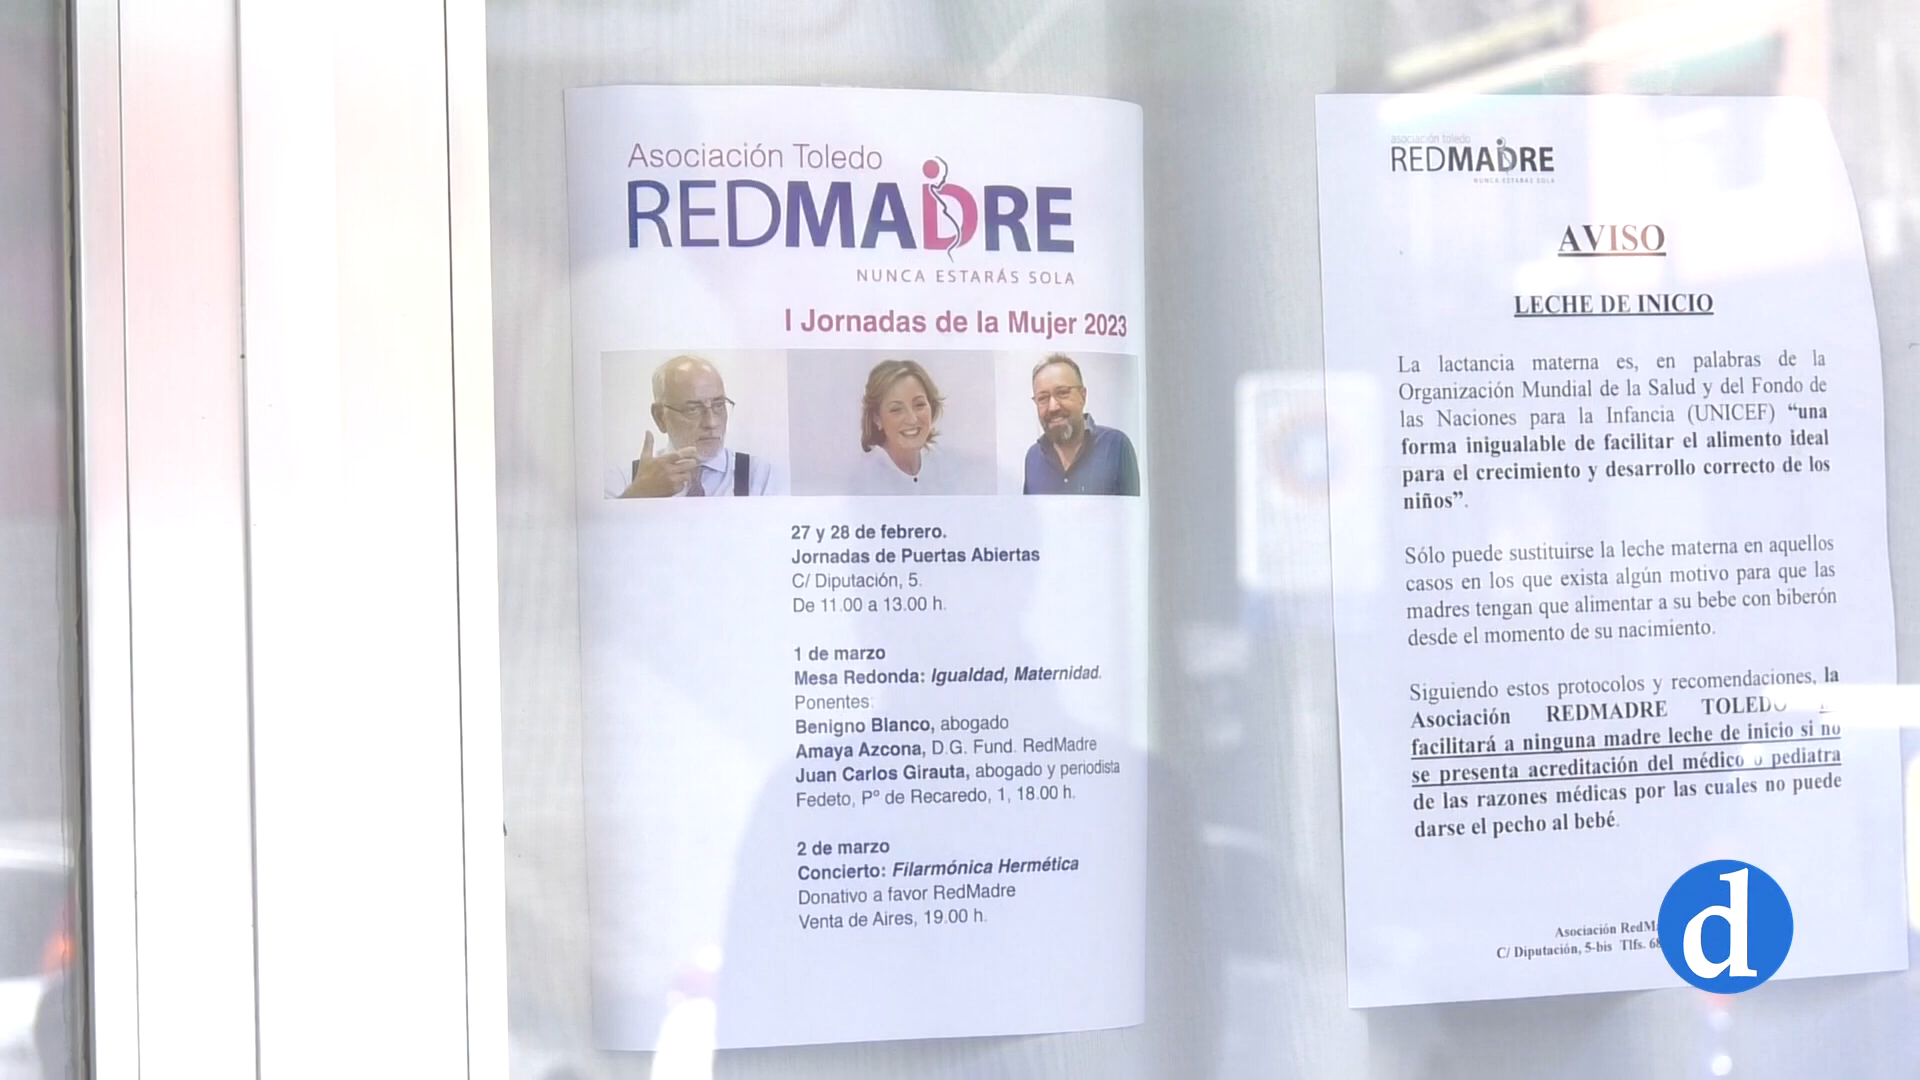 Asociación Toledo
REDMADRE
NUNCA ESTARÁS SOLA
I Jornadas de la Mujer 2023
27 y 28 de febrero.
Jornadas de Puertas Abiertas
C/ Diputación, 5.
De 11.00 a 13.00 h.
1 de marzo
Mesa Redonda: Igualdad, Maternidad.
Ponentes:
Benigno Blanco, abogado
Amaya Azcona, D.G. Fund. RedMadre
Juan Carlos Girauta, abogado y periodista
Fedeto, Pº de Recaredo, 1, 18.00 h.
2 de marzo
Concierto: Filarmónica Hermética
Donativo a favor RedMadre
Venta de Aires, 19.00 h.
asociación toledo
REDMADRE
NUNCA ESTARÁS SOLA
AVISO
LECHE DE INICIO
La lactancia materna es, en palabras de la
Organización Mundial de la Salud y del Fondo de
las Naciones para la Infancia (UNICEF) “una
forma inigualable de facilitar el alimento ideal
para el crecimiento y desarrollo correcto de los
niños”.
Sólo puede sustituirse la leche materna en aquellos
casos en los que exista algún motivo para que las
madres tengan que alimentar a su bebe con biberón
desde el momento de su nacimiento.
Siguiendo estos protocolos y recomendaciones, la
Asociación REDMADRE TOLEDO
facilitará a ninguna madre leche de inicio si no
se presenta acreditación del médico o pediatra
de las razones médicas por las cuales no puede
darse el pecho al bebé.
Asociación
C/ Diputación, 5-bis Tlfs.
d